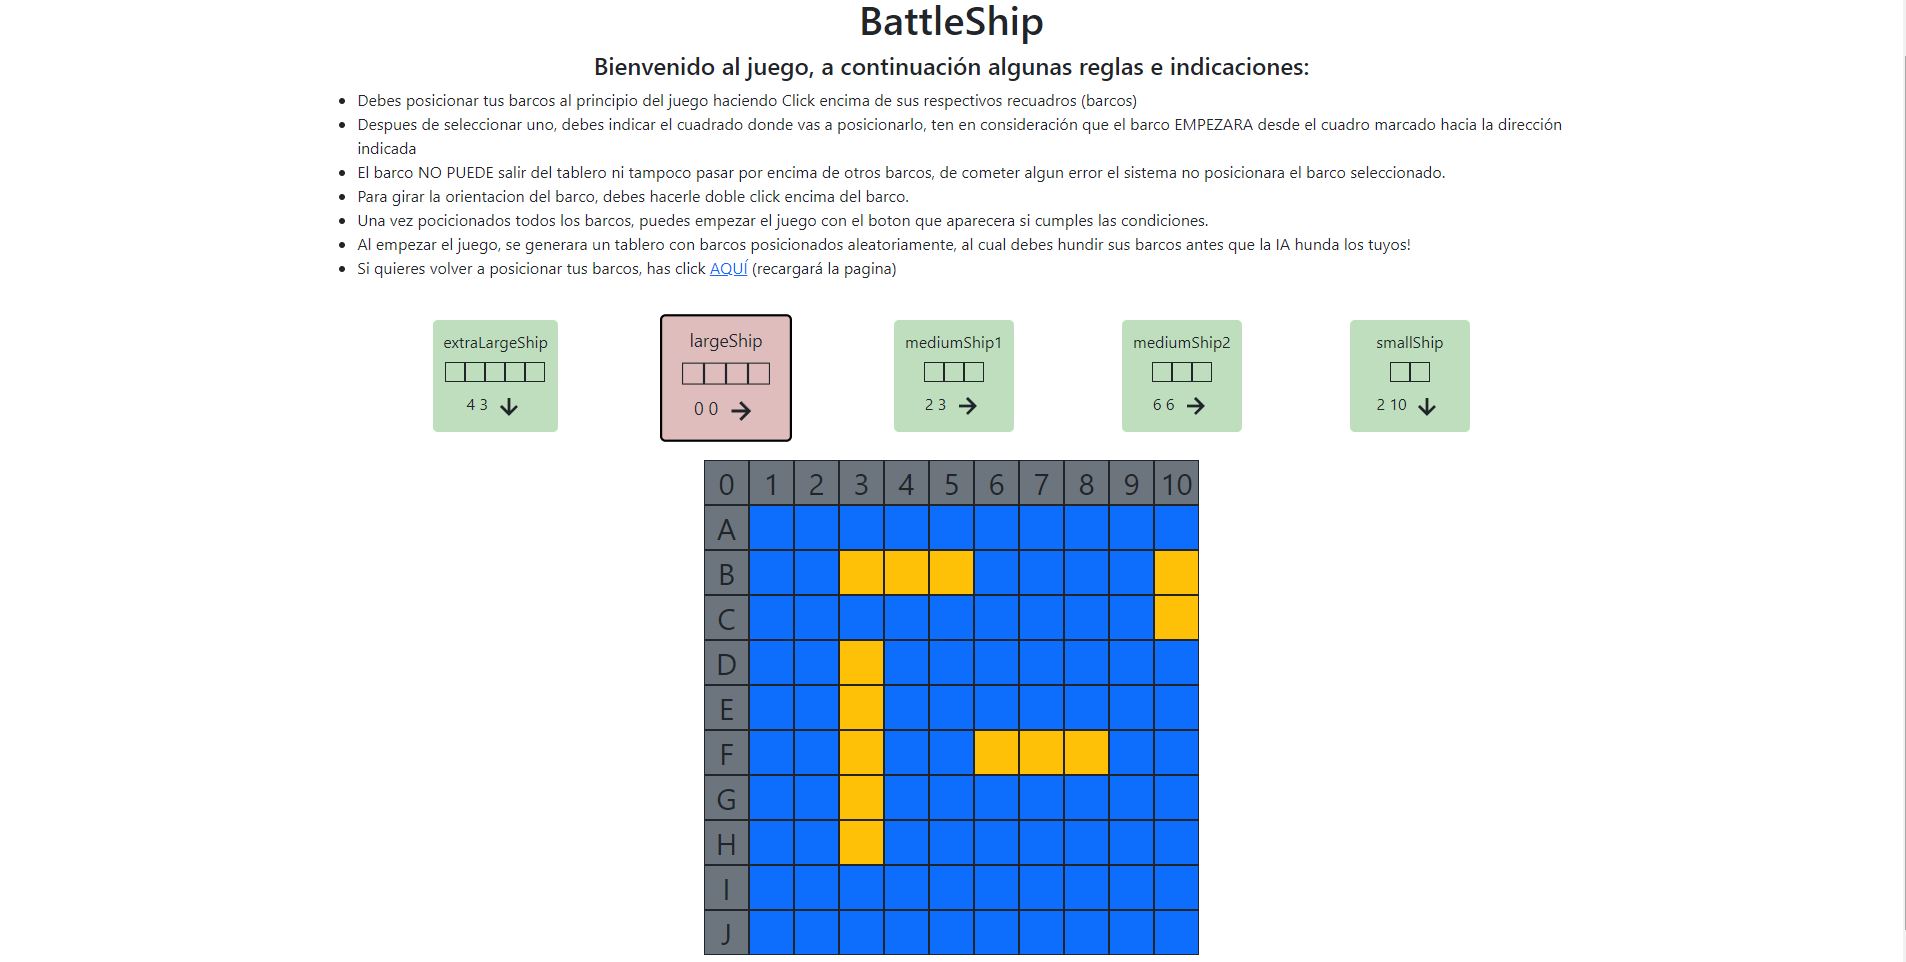 BattleShip
Bienvenido al juego, a continuación algunas reglas e indicaciones:
Debes posicionar tus barcos al principio del juego haciendo Click encima de sus respectivos recuadros (barcos)
Despues de seleccionar uno, debes indicar el cuadrado donde vas a posicionarlo, ten en consideración que el barco EMPEZARA desde el cuadro marcado hacia la dirección
indicada
El barco NO PUEDE salir del tablero ni tampoco pasar por encima de otros barcos, de cometer algun error el sistema no posicionara el barco seleccionado.
Para girar la orientacion del barco, debes hacerle doble click encima del barco.
Una vez pocicionados todos los barcos, puedes empezar el juego con el boton que aparecera si cumples las condiciones.
Al empezar el juego, se generara un tablero con barcos posicionados aleatoriamente, al cual debes hundir sus barcos antes que la IA hunda los tuyos!
Si quieres volver a posicionar tus barcos, has click AQUÍ (recargará la pagina)
extraLargeShip largeShip mediumShip1 mediumShip2 smallShip
4 3 0 0 2 3 6 6 2 10
0 1 2 3 4 5 6 7 8 9 10
A
B
C
D
E
F
G
H
I
J